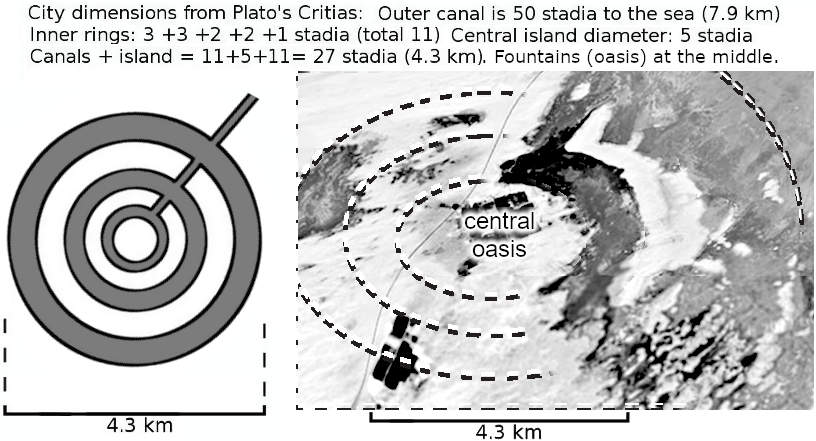 City dimensions from Plato's Critias: Outer canal is 50 stadia to the sea (7.9 km)
Inner rings: 3 +3 +2 +2 +1 stadia (total 11) Central island diameter: 5 stadia
Canals + island = 11+5+11= 27 stadia (4.3 km). Fountains (oasis) at the middle.
central
oasis
4.3 km
4.3 km